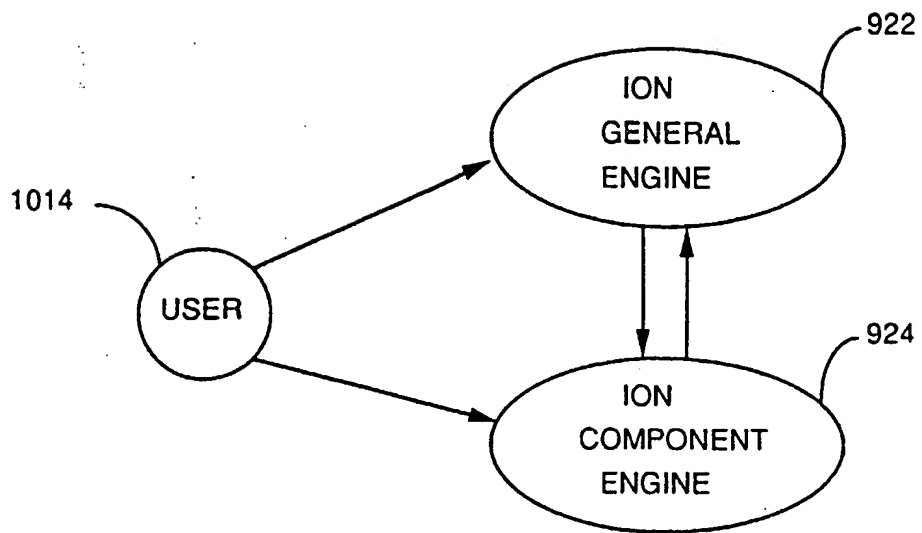 922
ION
GENERAL
ENGINE
1014
USER
924
ION
COMPONENT
ENGINE